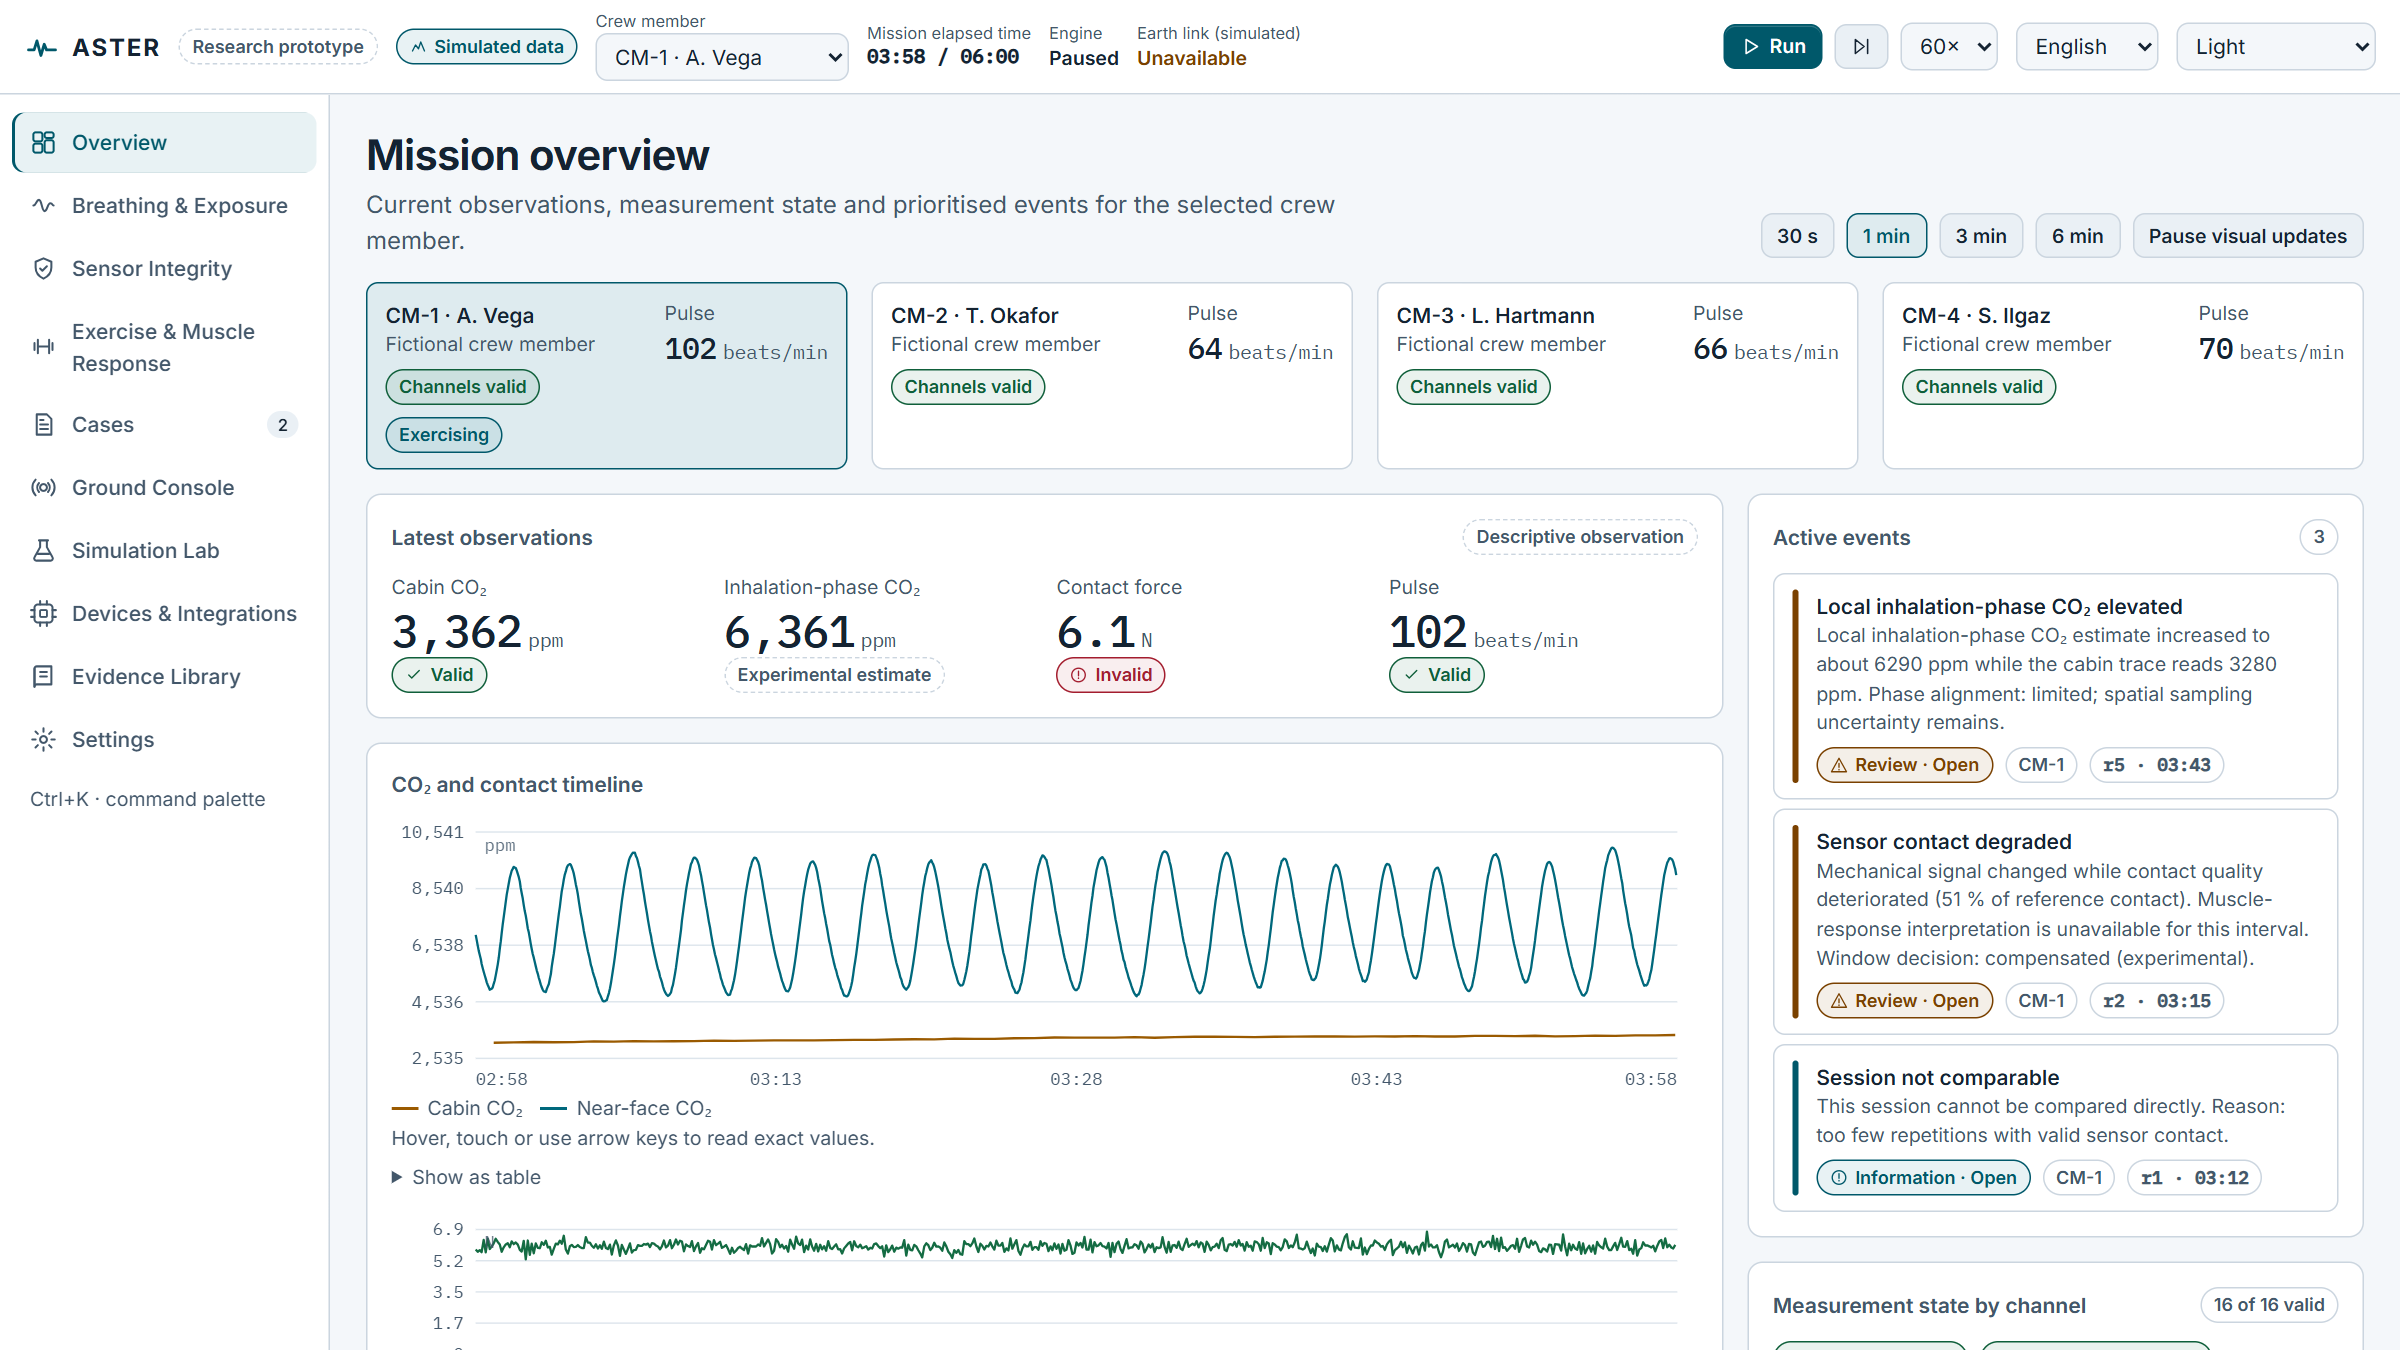 ASTER
Research prototype
Simulated data
Crew member
CM-1 · A. Vega
Mission elapsed time
03:58 / 06:00
Engine
Paused
Earth link (simulated)
Unavailable
Run
60×
English
Light
Overview
Breathing & Exposure
Sensor Integrity
Exercise & Muscle
Response
Cases
2
Ground Console
Simulation Lab
Devices & Integrations
Evidence Library
Settings
Ctrl+K · command palette
Mission overview
Current observations, measurement state and prioritised events for the selected crew
member.
30 s
1 min
3 min
6 min
Pause visual updates
CM-1 · A. Vega
Fictional crew member
Channels valid
Exercising
Pulse
102 beats/min
CM-2 · T. Okafor
Fictional crew member
Channels valid
Pulse
64 beats/min
CM-3 · L. Hartmann
Fictional crew member
Channels valid
Pulse
66 beats/min
CM-4 · S. Ilgaz
Fictional crew member
Channels valid
Pulse
70 beats/min
Latest observations
Descriptive observation
Cabin CO₂
3,362 ppm
Valid
Inhalation-phase CO₂
6,361 ppm
Experimental estimate
Contact force
6.1 N
Invalid
Pulse
102 beats/min
Valid
CO₂ and contact timeline
10,541
ppm
8,540
6,538
4,536
2,535
02:58
03:13
03:28
03:43
03:58
Cabin CO₂
Near-face CO₂
Hover, touch or use arrow keys to read exact values.
Show as table
6.9
5.2
3.5
1.7
Active events
3
Local inhalation-phase CO₂ elevated
Local inhalation-phase CO₂ estimate increased to
about 6290 ppm while the cabin trace reads 3280
ppm. Phase alignment: limited; spatial sampling
uncertainty remains.
Review · Open
CM-1
r5 · 03:43
Sensor contact degraded
Mechanical signal changed while contact quality
deteriorated (51 % of reference contact). Muscle-
response interpretation is unavailable for this interval.
Window decision: compensated (experimental).
Review · Open
CM-1
r2 · 03:15
Session not comparable
This session cannot be compared directly. Reason:
too few repetitions with valid sensor contact.
Information · Open
CM-1
r1 · 03:12
Measurement state by channel
16 of 16 valid